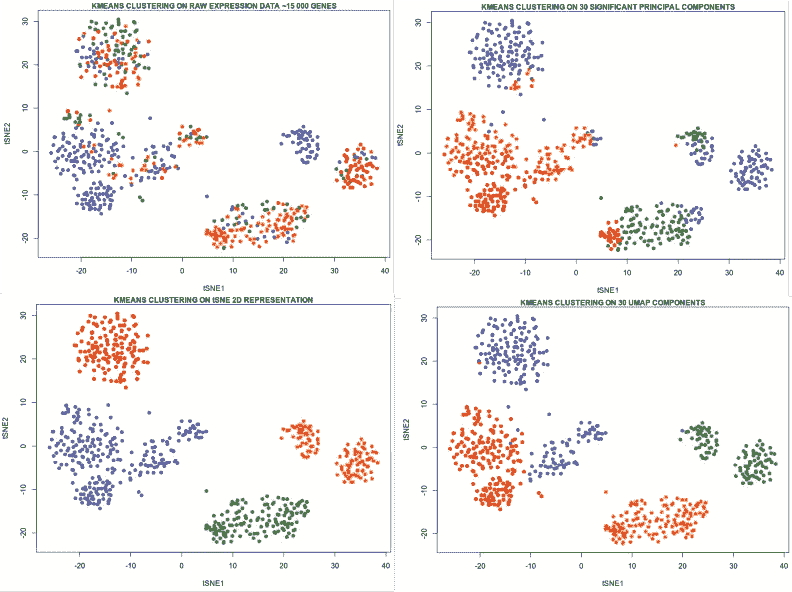 KMEANS CLUSTERING ON RAW EXPRESSION DATA ~15 000 GENES
30
20
10
0
-10
-20
tSNE2
-20 -10 0 10 20 30 40
tSNE1
KMEANS CLUSTERING ON 30 SIGNIFICANT PRINCIPAL COMPONENTS
30
20
10
0
-10
-20
tSNE2
-20 -10 0 10 20 30 40
tSNE1
KMEANS CLUSTERING ON tSNE 2D REPRESENTATION
30
20
10
0
-10
-20
tSNE2
-20 -10 0 10 20 30 40
tSNE1
KMEANS CLUSTERING ON 30 UMAP COMPONENTS
30
20
10
0
-10
-20
tSNE2
-20 -10 0 10 20 30 40
tSNE1